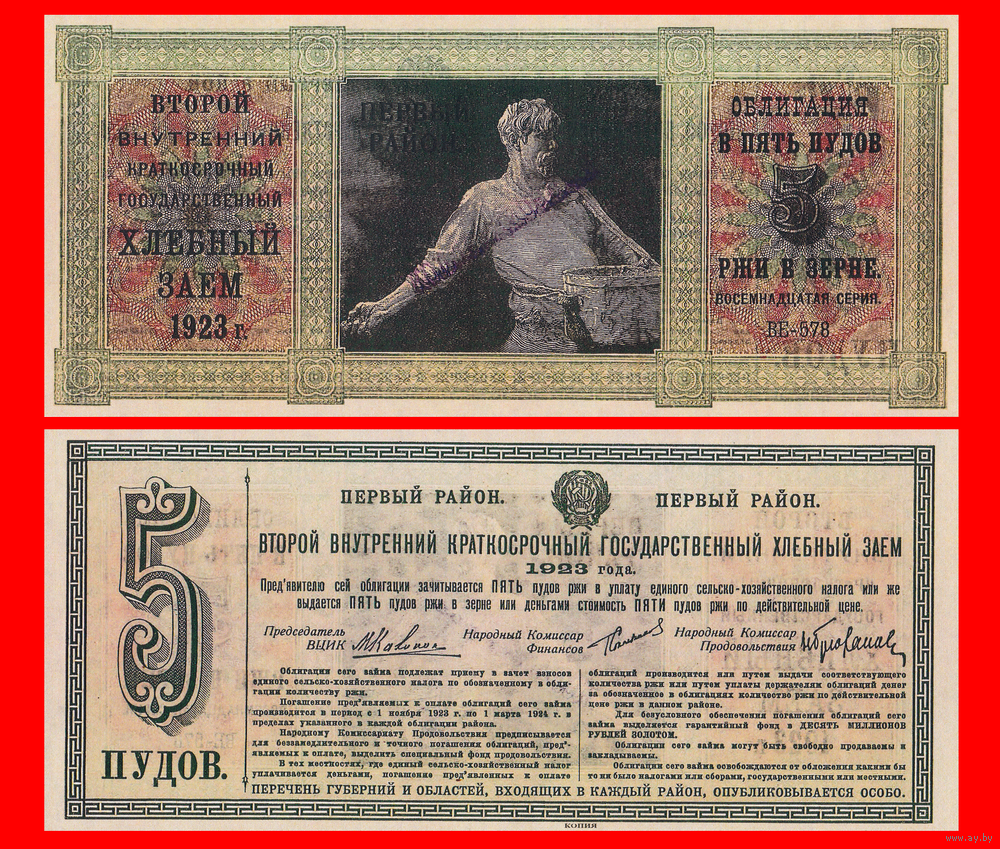 ВТОРОЙ
ВНУТРЕННИЙ
КРАТКОСРОЧНЫЙ
ГОСУДАРСТВЕННЫЙ
ХЛЕБНЫЙ
ЗАЕМ
1923 г.
ПЕРВЫЙ
РАЙОН.
ОБЛИГАЦИЯ
В ПЯТЬ ПУДОВ
5
РЖИ В ЗЕРНЕ.
ВОСЕМНАДЦАТАЯ СЕРИЯ.
ВЕ-578
5
ПУДОВ.
ПЕРВЫЙ РАЙОН. ПЕРВЫЙ РАЙОН.
ВТОРОЙ ВНУТРЕННИЙ КРАТКОСРОЧНЫЙ ГОСУДАРСТВЕННЫЙ ХЛЕБНЫЙ ЗАЕМ
1923 года.
Пред'явителю сей облигации зачитывается ПЯТЬ пудов ржи в уплату единого сельско-хозяйственного налога или же
выдается ПЯТЬ пудов ржи в зерне или деньгами стоимость ПЯТИ пудов ржи по действительной цене.
Председатель
ВЦИК
Народный Комиссар
Финансов
Народный Комиссар
Продовольствия
Облигации сего займа подлежат приему в зачет взносов
единого сельско-хозяйственного налога по обозначенному в обли-
гации количеству ржи.
Погашение пред'являемых к оплате облигаций сего займа
производится в период с 1 ноября 1923 г. по 1 марта 1924 г. в
пределах указанного в каждой облигации района.
Народному Комиссариату Продовольствия предписывается
для беззамедлительного и точного погашения облигаций, пред'-
являемых к оплате, выделить специальный фонд продовольствия.
В тех местностях, где единый сельско-хозяйственный налог
уплачивается деньгами, погашение пред'явленных к оплате
облигаций производится или путем выдачи соответствующего
количества ржи или путем уплаты держателям облигаций денег
за обозначенное в облигациях количество ржи по действительной
цене ржи в данном районе.
Для безусловного обеспечения погашения облигаций сего
займа выделяется гарантийный фонд в ДЕСЯТЬ МИЛЛИОНОВ
РУБЛЕЙ ЗОЛОТОМ.
Облигации сего займа могут быть свободно продаваемы и
закладываемы.
Облигации сего займа освобождаются от обложения какими бы
то ни было налогами или сборами, государственными или местными.
ПЕРЕЧЕНЬ ГУБЕРНИЙ И ОБЛАСТЕЙ, ВХОДЯЩИХ В КАЖДЫЙ РАЙОН, ОПУБЛИКОВЫВАЕТСЯ ОСОБО.
КОПИЯ
www.ay.by